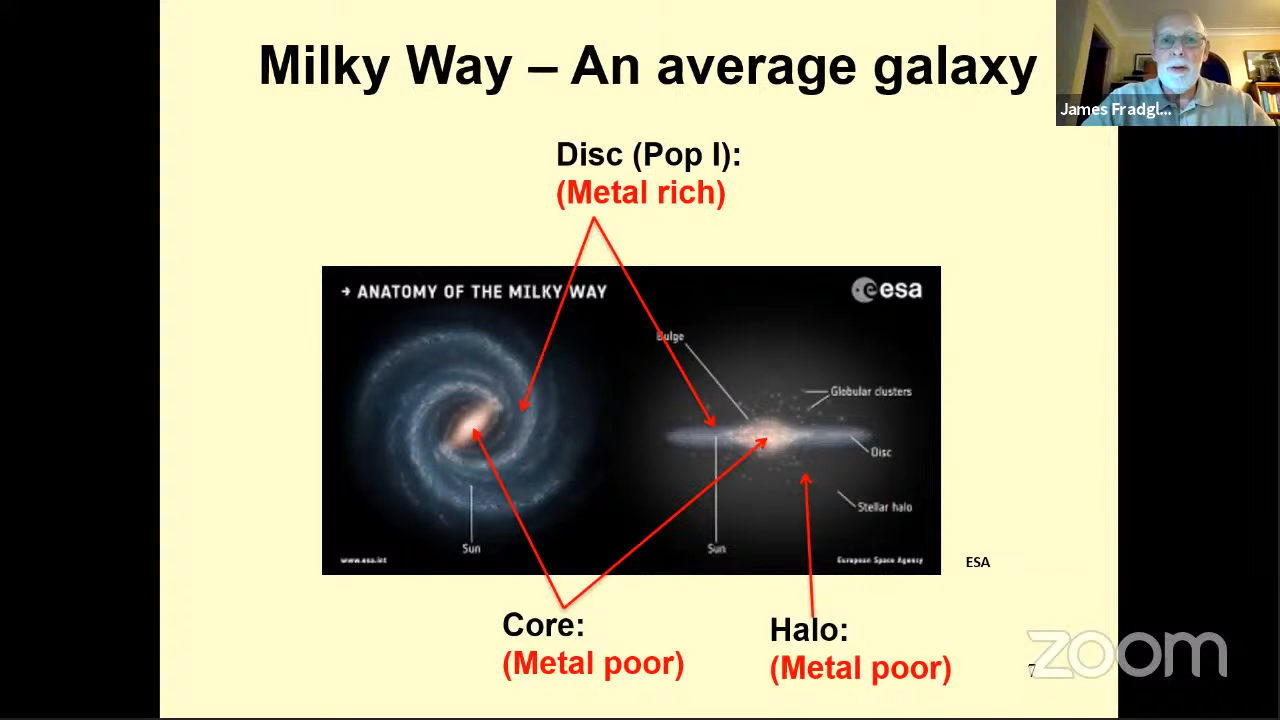 Milky Way – An average galaxy
James Fradgl...
Disc (Pop I):
(Metal rich)
→ ANATOMY OF THE MILKY WAY
esa
Bulge
Globular clusters
Disc
Stellar halo
Sun
Sun
www.esa.int
European Space Agency
ESA
Core:
(Metal poor)
Halo:
(Metal poor)
7
zoom